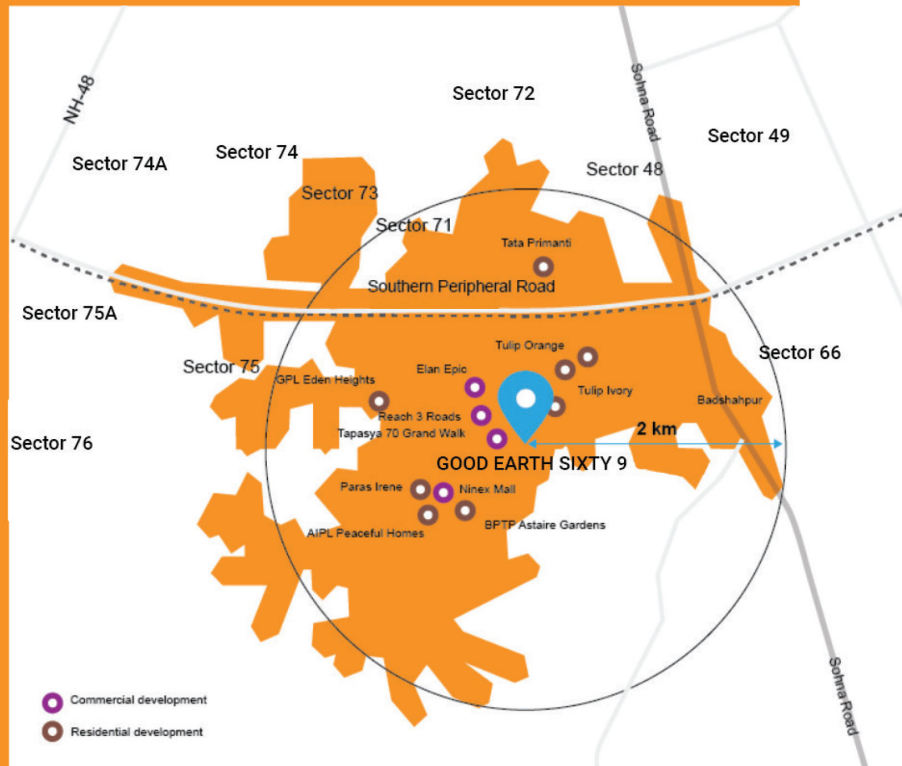 NH-48
Sector 72
Sohna Road
Sector 49
Sector 74
Sector 74A
Sector 48
Sector 73
Sector 71
Tata Primanti
Southern Peripheral Road
Sector 75A
Tulip Orange
Sector 66
Sector 75
Elan Epic
GPL Eden Heights
Tulip Ivory
Badshahpur
Reach 3 Roads
2 km
Tapasya 70 Grand Walk
Sector 76
GOOD EARTH SIXTY 9
Paras Irene
Ninex Mall
BPTP Astaire Gardens
AIPL Peaceful Homes
Sohna Road
Commercial development
Residential development